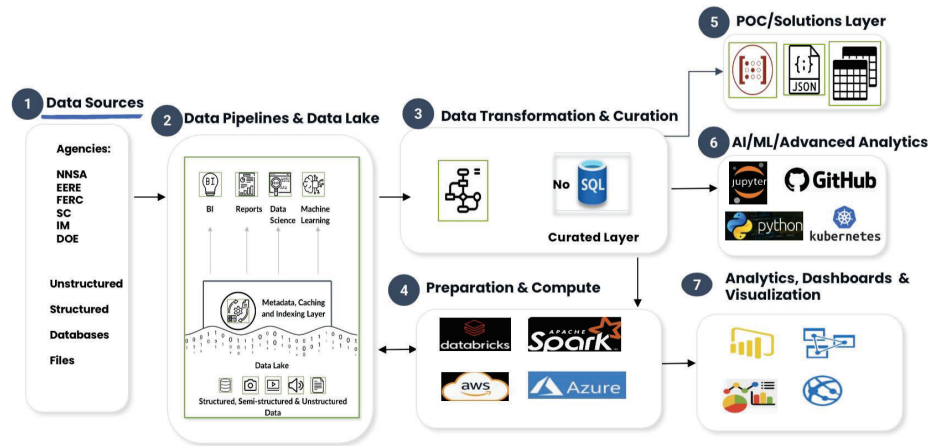 1 Data Sources
Agencies:
NNSA
EERE
FERC
SC
IM
DOE
Unstructured
Structured
Databases
Files
2 Data Pipelines & Data Lake
BI
BI
Reports
Data
Science
Machine
Learning
Metadata, Caching
and Indexing Layer
Data Lake
Structured, Semi-structured & Unstructured
Data
3 Data Transformation & Curation
No SQL
Curated Layer
4 Preparation & Compute
databricks
APACHE
Spark
aws
Azure
5 POC/Solutions Layer
{;}
JSON
6 AI/ML/Advanced Analytics
jupyter
GitHub
python
kubernetes
7 Analytics, Dashboards &
Visualization